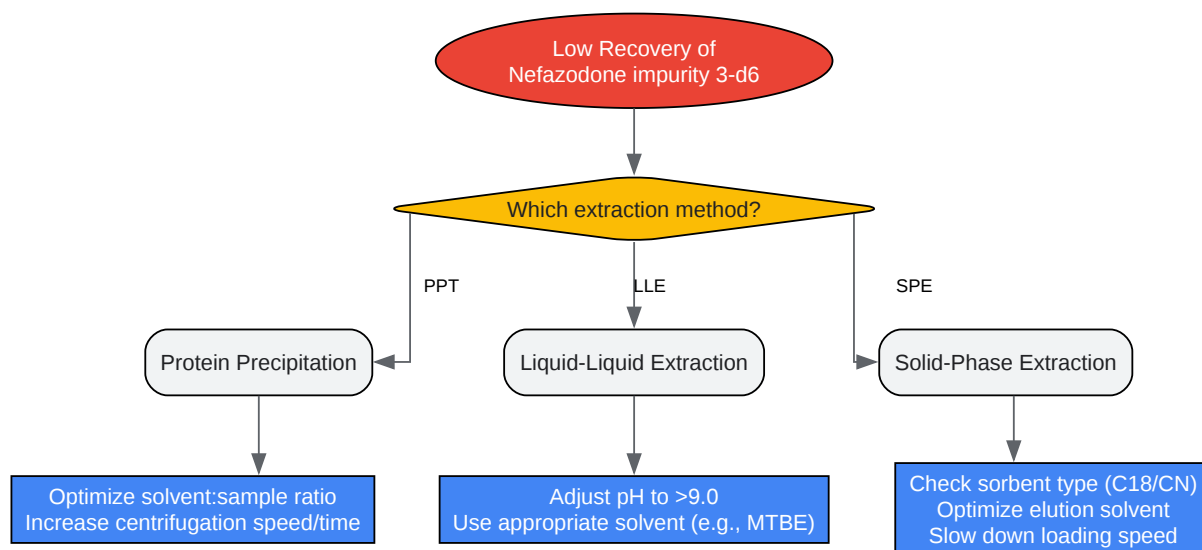 Low Recovery of
Nefazodone impurity 3-d6
Which extraction method?
PPT
LLE
SPE
Protein Precipitation
Liquid-Liquid Extraction
Solid-Phase Extraction
Optimize solvent:sample ratio
Increase centrifugation speed/time
Adjust pH to >9.0
Use appropriate solvent (e.g., MTBE)
Check sorbent type (C18/CN)
Optimize elution solvent
Slow down loading speed